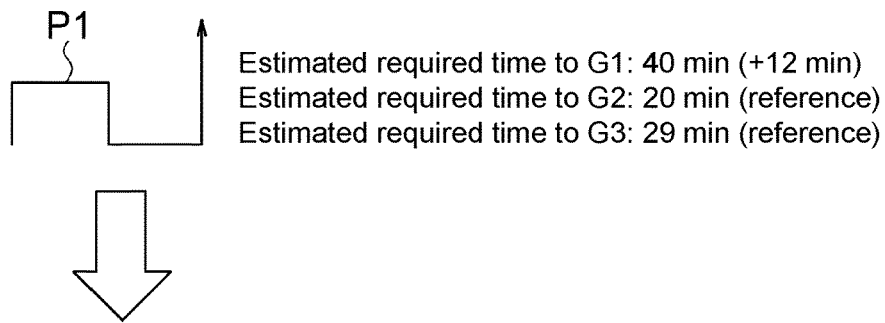 P1
Estimated required time to G1: 40 min (+12 min)
Estimated required time to G2: 20 min (reference)
Estimated required time to G3: 29 min (reference)